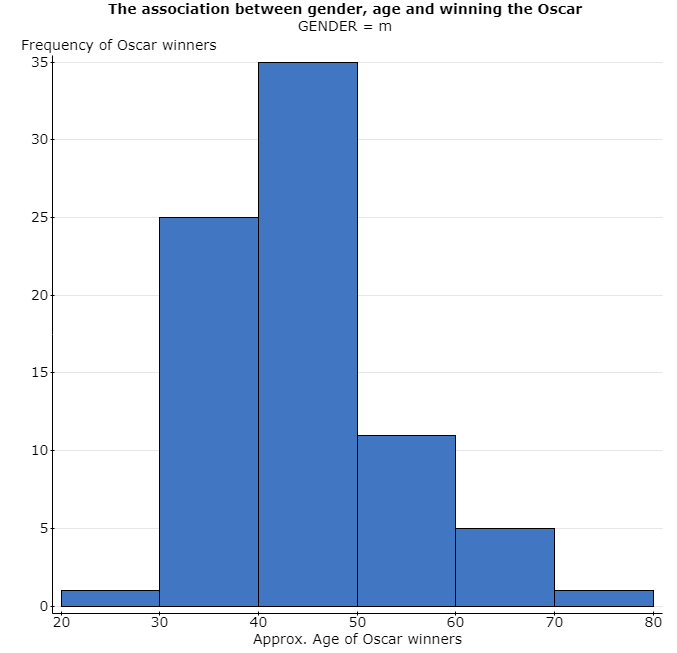 The association between gender, age and winning the Oscar
GENDER = m
Frequency of Oscar winners
35
30
25
20
15
10
5
0
20 30 40 50 60 70 80
Approx. Age of Oscar winners